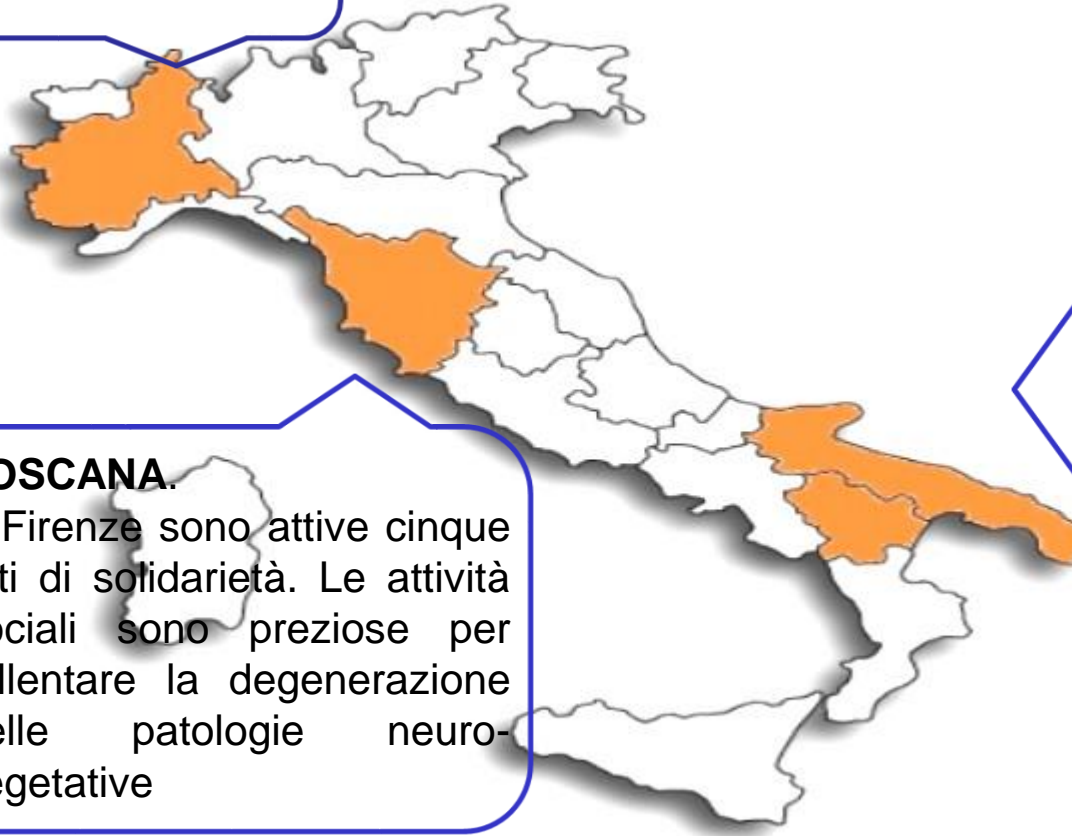 OSCANA.
Firenze sono attive cinque
ti di solidarietà. Le attività
ociali sono preziose per
llentare la degenerazione
elle patologie neuro-
egetative